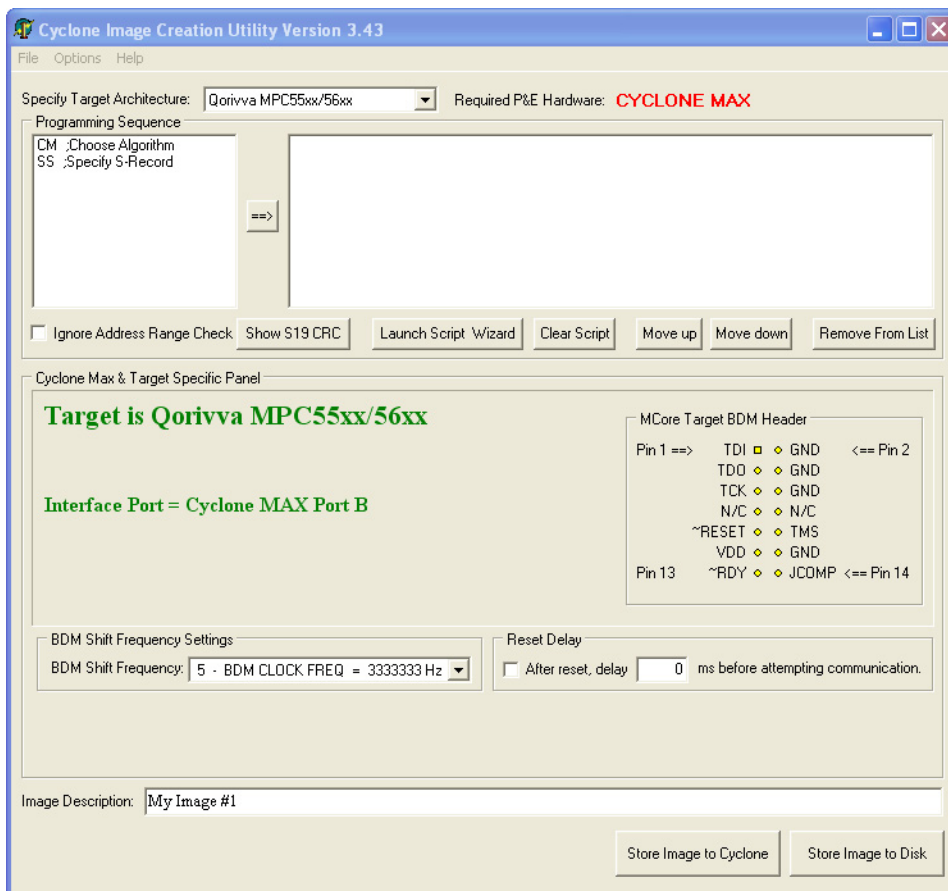 Cyclone Image Creation Utility Version 3.43
File Options Help
Specify Target Architecture: Qorivva MPC55xx/56xx Required P&E Hardware: CYCLONE MAX
Programming Sequence
CM ;Choose Algorithm
SS ;Specify S-Record
==>
Ignore Address Range Check Show S19 CRC Launch Script Wizard Clear Script Move up Move down Remove From List
Cyclone Max & Target Specific Panel
Target is Qorivva MPC55xx/56xx
Interface Port = Cyclone MAX Port B
MCore Target BDM Header
Pin 1 ==> TDI GND <== Pin 2
TDO GND
TCK GND
N/C N/C
~RESET TMS
VDD GND
Pin 13 ~RDY JCOMP <== Pin 14
BDM Shift Frequency Settings
BDM Shift Frequency: 5 - BDM CLOCK FREQ = 3333333 Hz
Reset Delay
After reset, delay 0 ms before attempting communication.
Image Description: My Image #1
Store Image to Cyclone Store Image to Disk